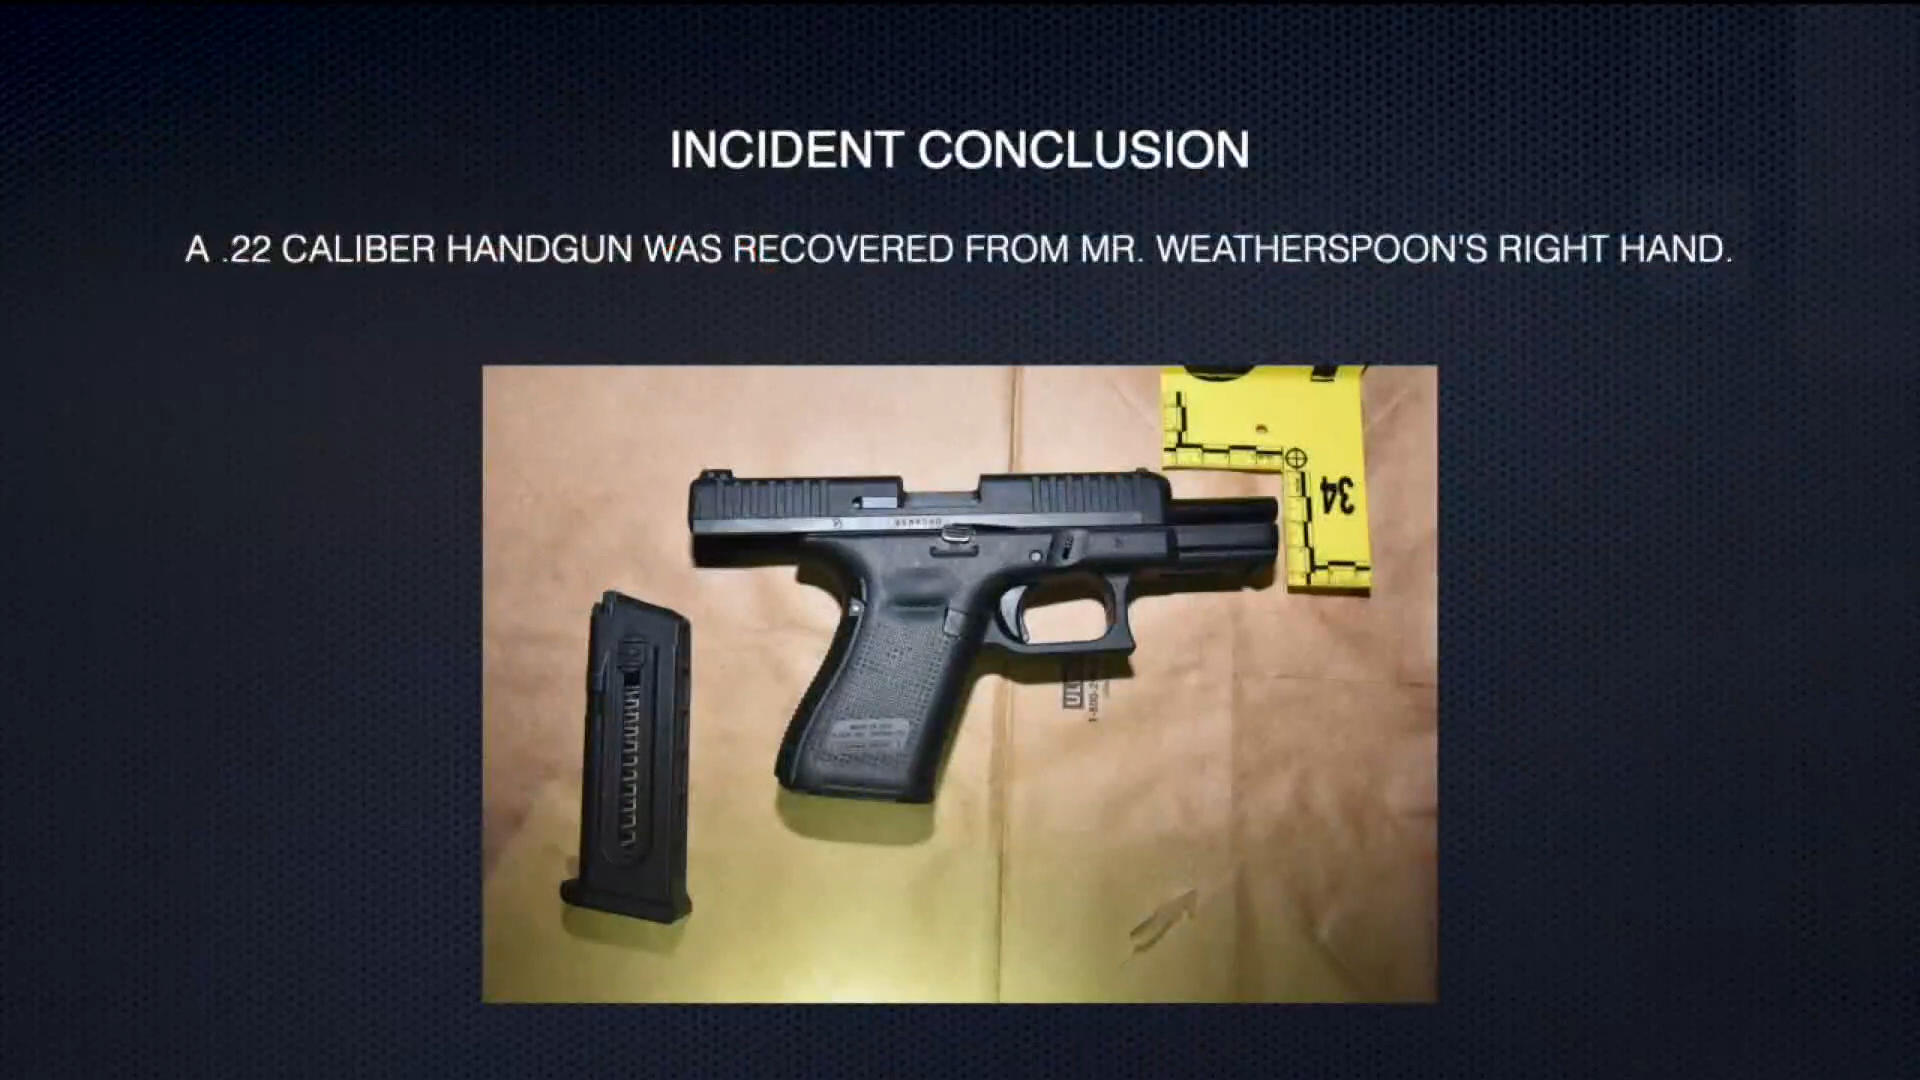 INCIDENT CONCLUSION
A .22 CALIBER HANDGUN WAS RECOVERED FROM MR. WEATHERSPOON'S RIGHT HAND.
34